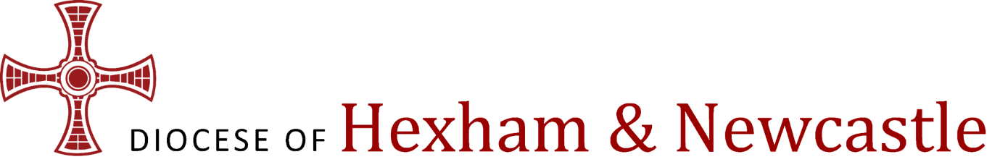 DIOCESE OF Hexham & Newcastle